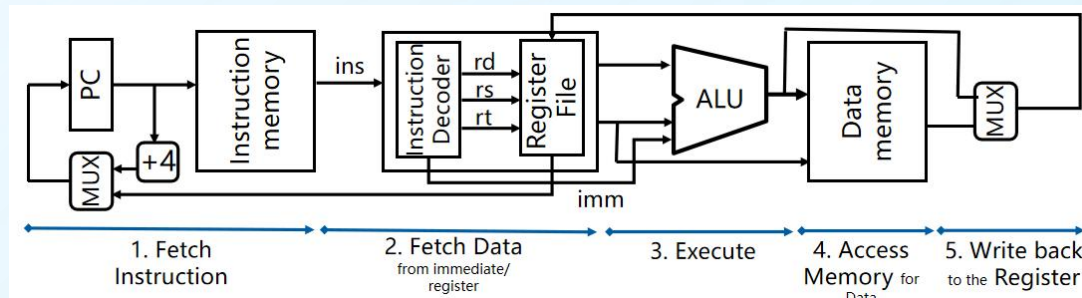 PC
MUX
+4
Instruction
memory
ins
Instruction
Decoder
rd
rs
rt
Register
File
imm
ALU
Data
memory
MUX
1. Fetch
Instruction
2. Fetch Data
from immediate/
register
3. Execute
4. Access
Memory for
Data
5. Write back
to the Register